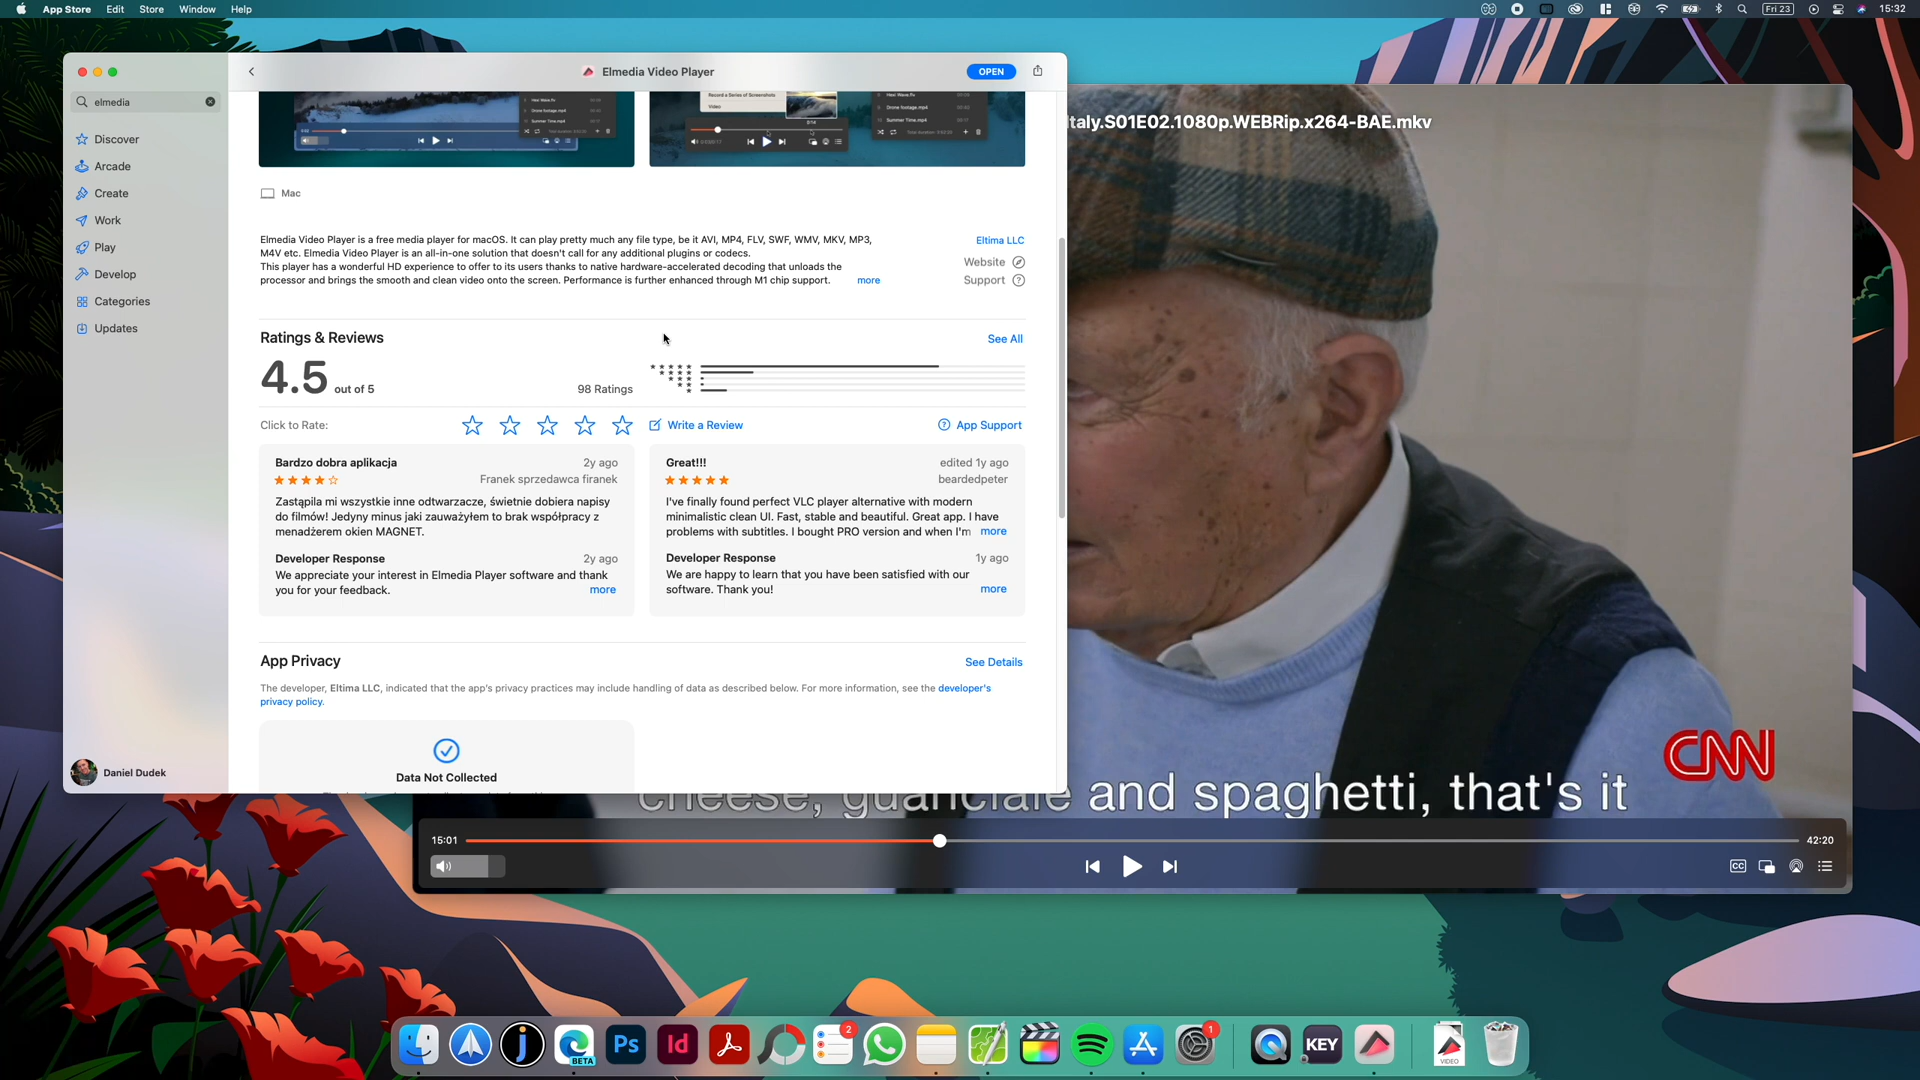 App Store Edit Store Window Help
Fri 23 15:32
Elmedia Video Player
OPEN
elmedia
Discover
Arcade
Create
Work
Play
Develop
Categories
Updates
Daniel Dudek
Mac
Elmedia Video Player is a free media player for macOS. It can play pretty much any file type, be it AVI, MP4, FLV, SWF, WMV, MKV, MP3,
M4V etc. Elmedia Video Player is an all-in-one solution that doesn't call for any additional plugins or codecs.
This player has a wonderful HD experience to offer to its users thanks to native hardware-accelerated decoding that unloads the
processor and brings the smooth and clean video onto the screen. Performance is further enhanced through M1 chip support. more
Eltima LLC
Website
Support
Ratings & Reviews
See All
4.5 out of 5
98 Ratings
Click to Rate:
Write a Review
App Support
Bardzo dobra aplikacja 2y ago
Franek sprzedawca firanek
Zastąpila mi wszystkie inne odtwarzacze, świetnie dobiera napisy
do filmów! Jedyny minus jaki zauważyłem to brak współpracy z
menadżerem okien MAGNET.
Developer Response 2y ago
We appreciate your interest in Elmedia Player software and thank
you for your feedback. more
Great!!! edited 1y ago
beardedpeter
I've finally found perfect VLC player alternative with modern
minimalistic clean UI. Fast, stable and beautiful. Great app. I have
problems with subtitles. I bought PRO version and when I'm more
Developer Response 1y ago
We are happy to learn that you have been satisfied with our
software. Thank you! more
App Privacy
See Details
The developer, Eltima LLC, indicated that the app's privacy practices may include handling of data as described below. For more information, see the developer's
privacy policy.
Data Not Collected
Italy.S01E02.1080p.WEBRip.x264-BAE.mkv
CNN
cheese, guanciale and spaghetti, that's it
15:01
42:20
CC
BETA
Ps
Id
2
1
KEY
VIDEO